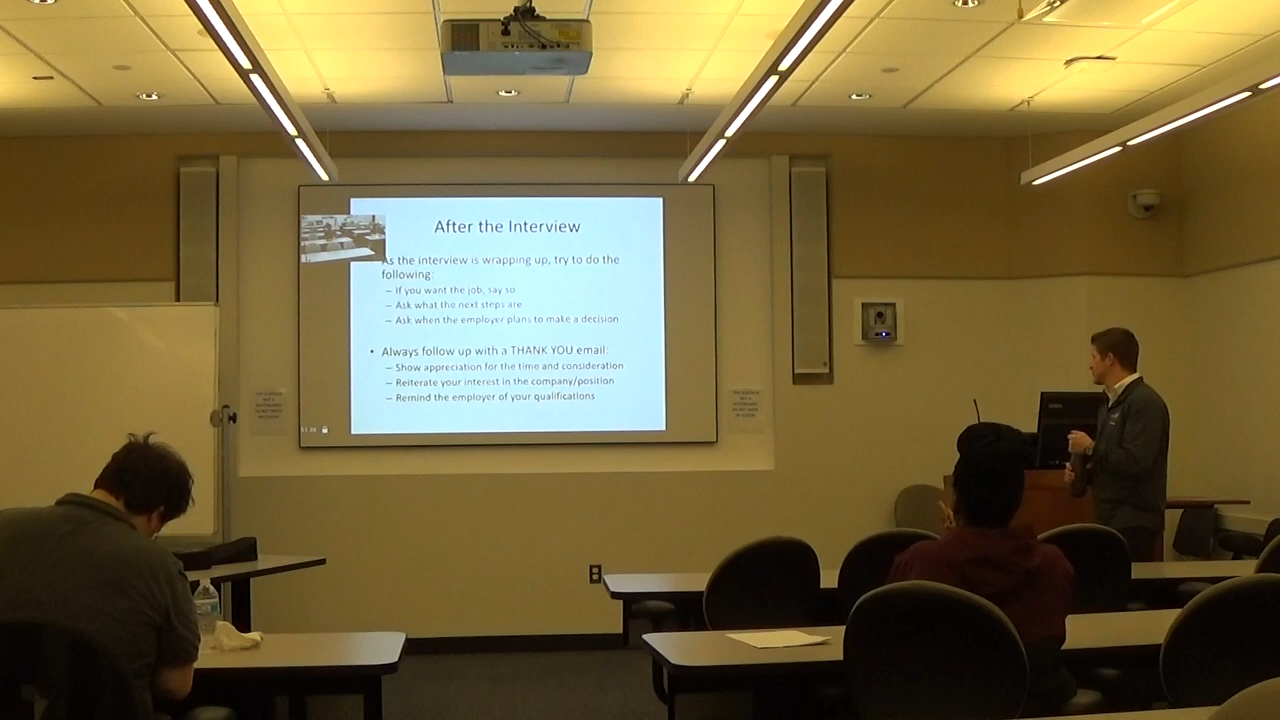 After the Interview
As the interview is wrapping up, try to do the
following:
– If you want the job, say so
– Ask what the next steps are
– Ask when the employer plans to make a decision
• Always follow up with a THANK YOU email:
– Show appreciation for the time and consideration
– Reiterate your interest in the company/position
– Remind the employer of your qualifications